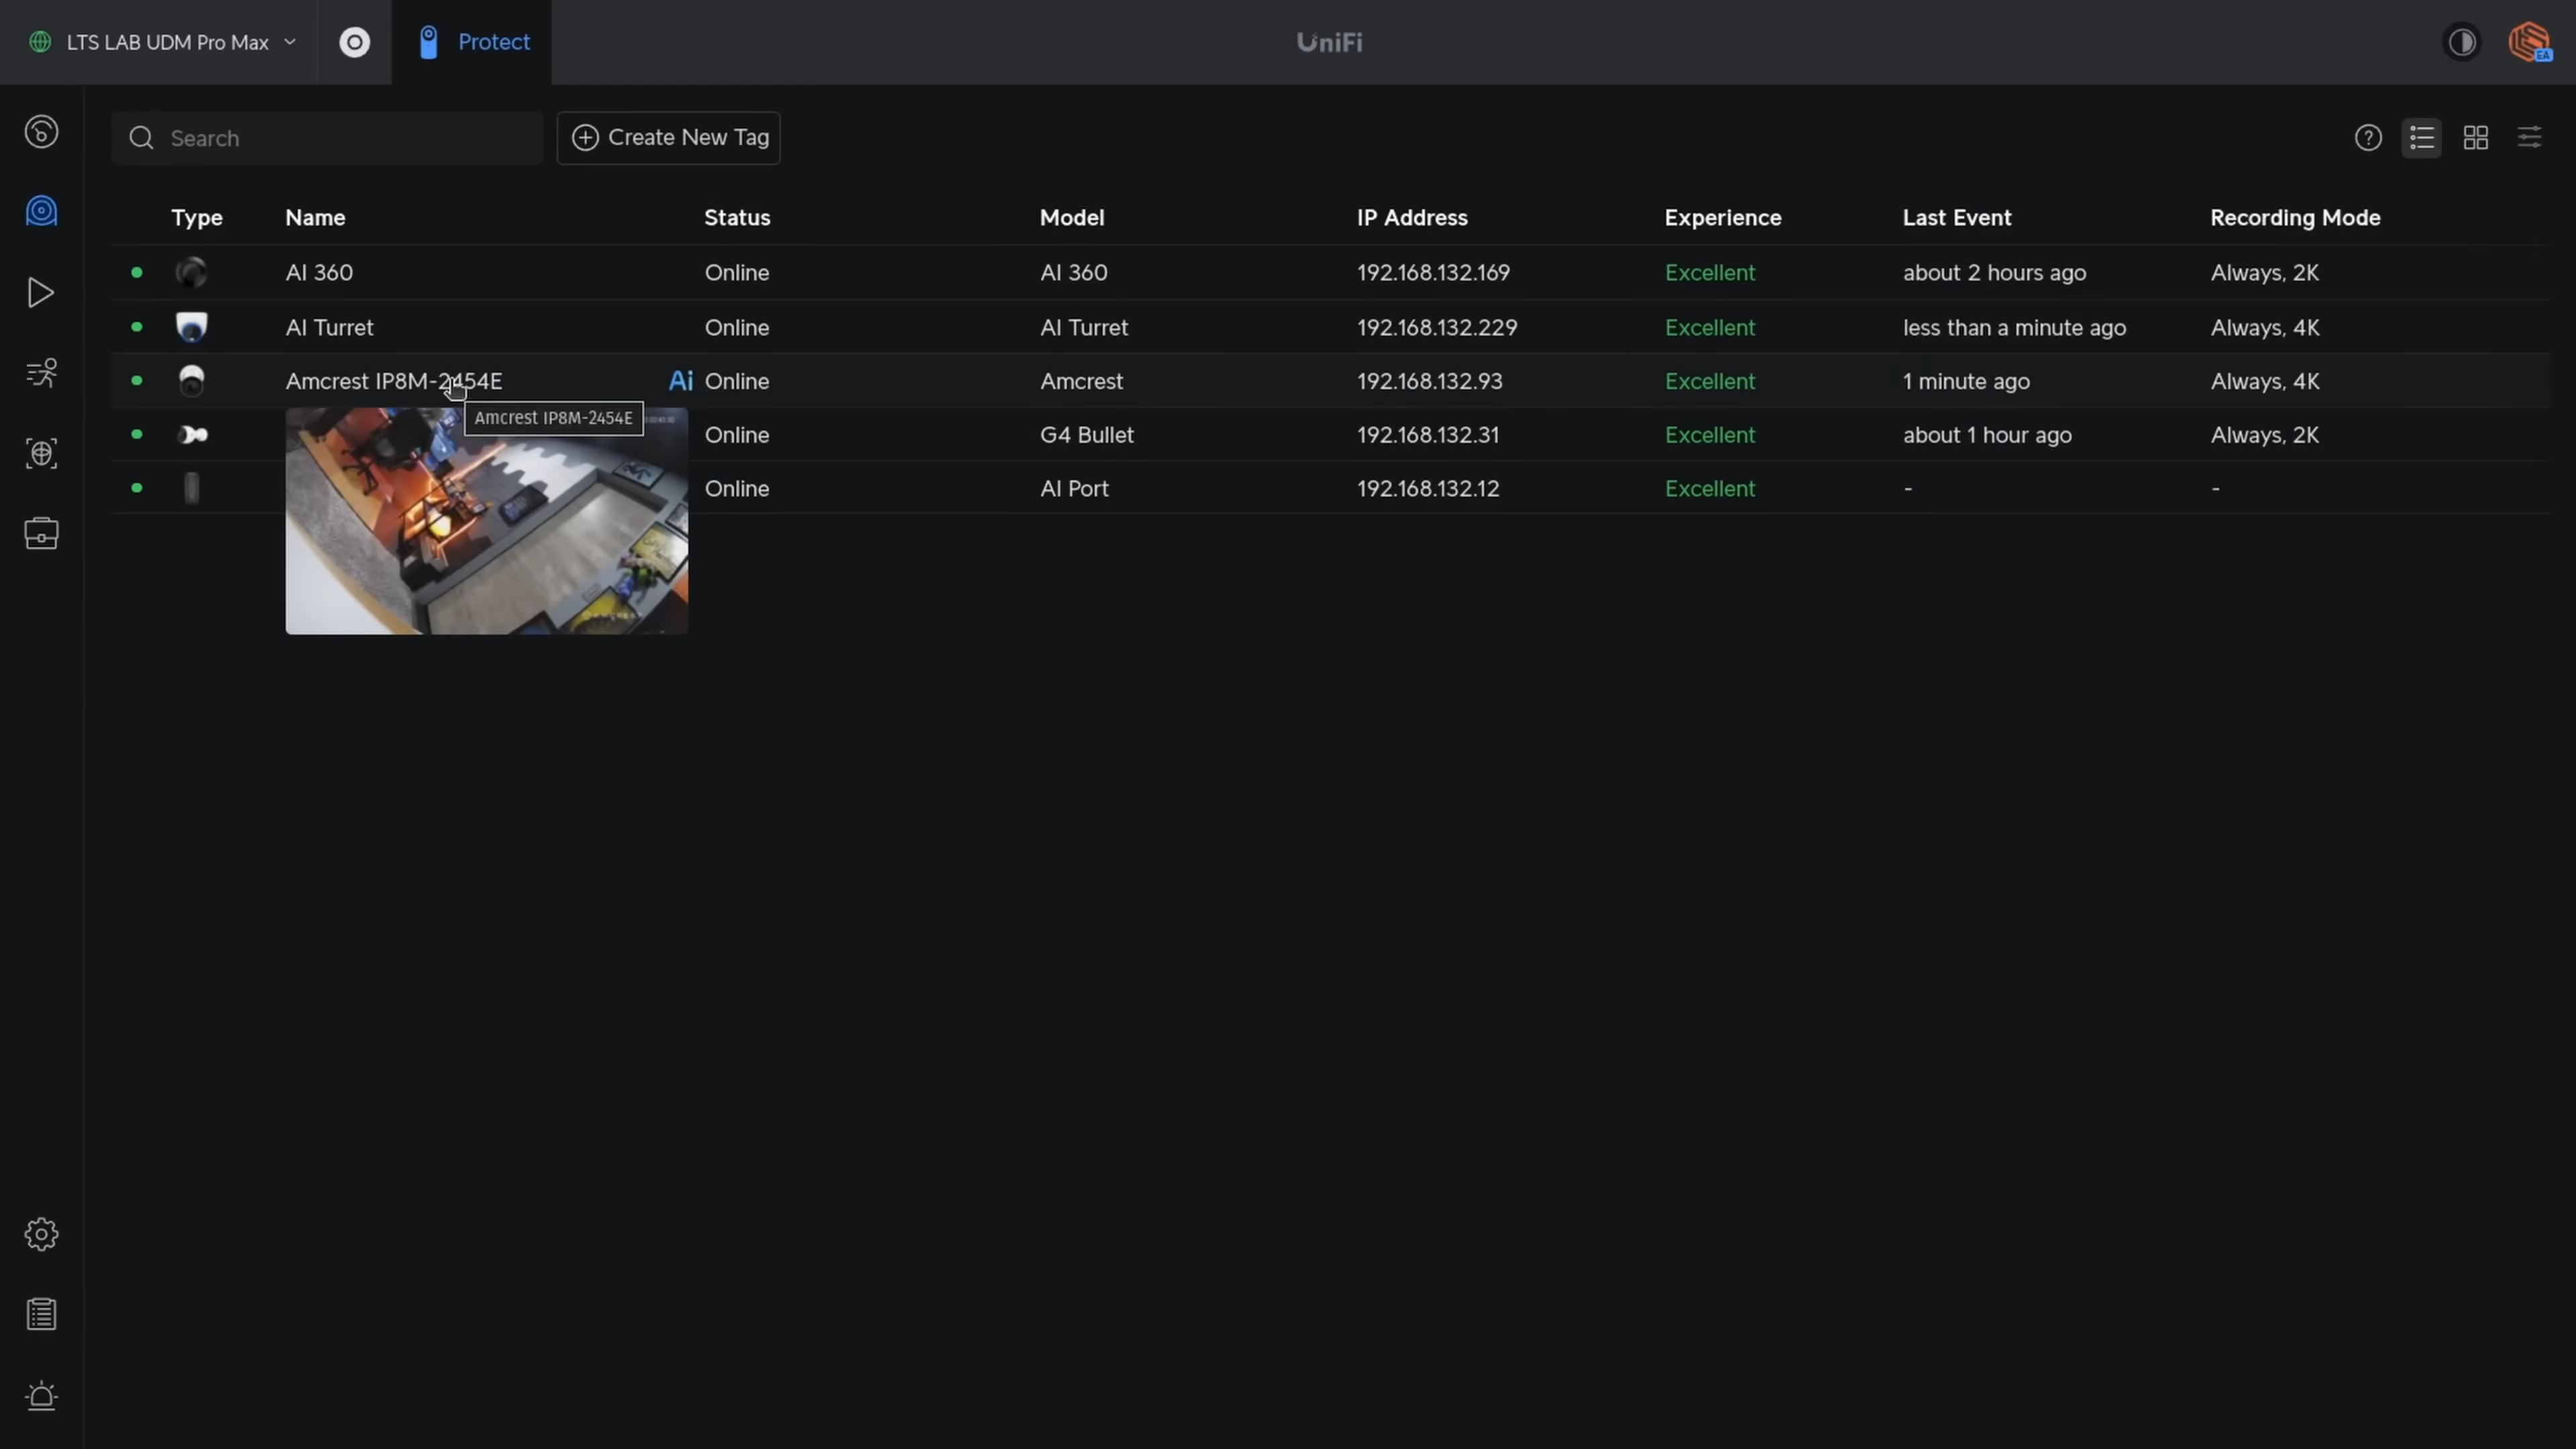 LTS LAB UDM Pro Max
Protect
UniFi
EA
Search
Create New Tag
Type Name Status Model IP Address Experience Last Event Recording Mode
AI 360 Online AI 360 192.168.132.169 Excellent about 2 hours ago Always, 2K
AI Turret Online AI Turret 192.168.132.229 Excellent less than a minute ago Always, 4K
Amcrest IP8M-2454E Ai Online Amcrest 192.168.132.93 Excellent 1 minute ago Always, 4K
Amcrest IP8M-2454E
Online G4 Bullet 192.168.132.31 Excellent about 1 hour ago Always, 2K
Online AI Port 192.168.132.12 Excellent - -